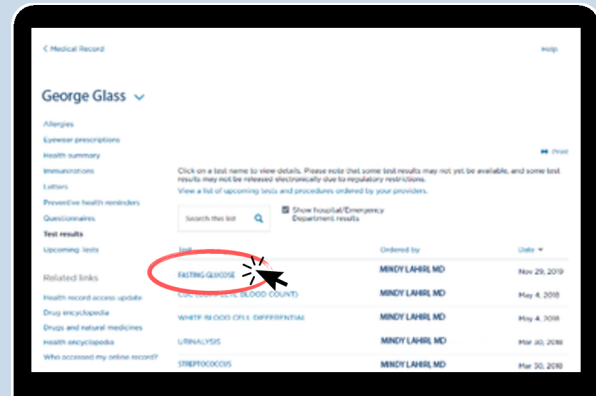 < Medical Record
Help
George Glass
Allergies
Eyewear prescriptions
Health summary
Immunizations
Letters
Preventive health reminders
Questionnaires
Test results
Upcoming Tests
Related links
Health record access update
Drug encyclopedia
Drugs and natural medicines
Health encyclopedia
Who accessed my online record?
Print
Click on a test name to view details. Please note that some test results may not yet be available, and some test
results may not be released electronically due to regulatory restrictions.
View a list of upcoming tests and procedures ordered by your providers.
Search this list
Show hospital/Emergency
Department results
Ordered by Date
FASTING GLUCOSE MINDY LAHIRI, MD Nov 29, 2019
CBC (COMPLETE BLOOD COUNT) MINDY LAHIRI, MD May 4, 2018
WHITE BLOOD CELL DIFFERENTIAL MINDY LAHIRI, MD May 4, 2018
URINALYSIS MINDY LAHIRI, MD Mar 30, 2018
STREPTOCOCCUS MINDY LAHIRI, MD Mar 30, 2018